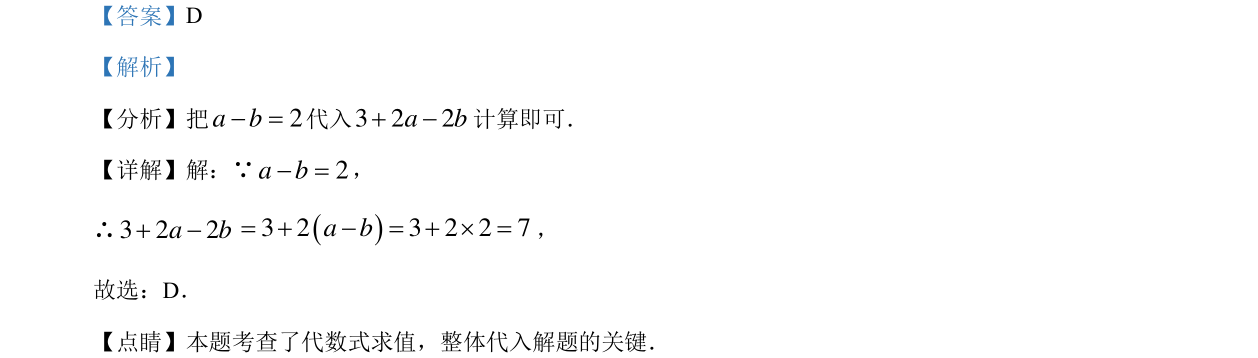 【答案】D
【解析】
【分析】把a-b=2代入3+2a-2b计算即可．
【详解】解：∵a-b=2，
∴3+2a-2b=3+2(a-b)=3+2×2=7，
故选：D．
【点睛】本题考查了代数式求值，整体代入解题的关键．